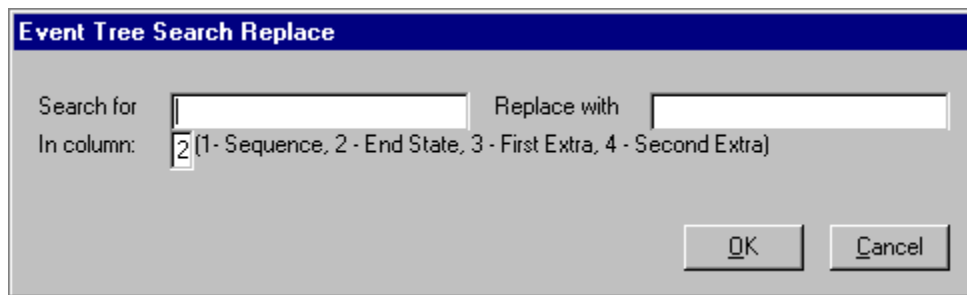 Event Tree Search Replace
Search for Replace with
In column: 2 (1- Sequence, 2 - End State, 3 - First Extra, 4 - Second Extra)
OK Cancel